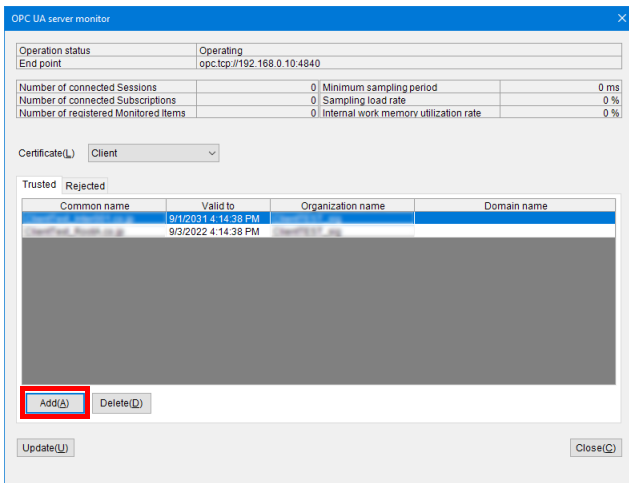 OPC UA server monitor
Operation status Operating
End point opc.tcp://192.168.0.10:4840
Number of connected Sessions 0 Minimum sampling period 0 ms
Number of connected Subscriptions 0 Sampling load rate 0 %
Number of registered Monitored Items 0 Internal work memory utilization rate 0 %
Certificate(L) Client
Trusted Rejected
Common name Valid to Organization name Domain name
9/1/2031 4:14:38 PM
9/3/2022 4:14:38 PM
Add(A) Delete(D)
Update(U) Close(C)